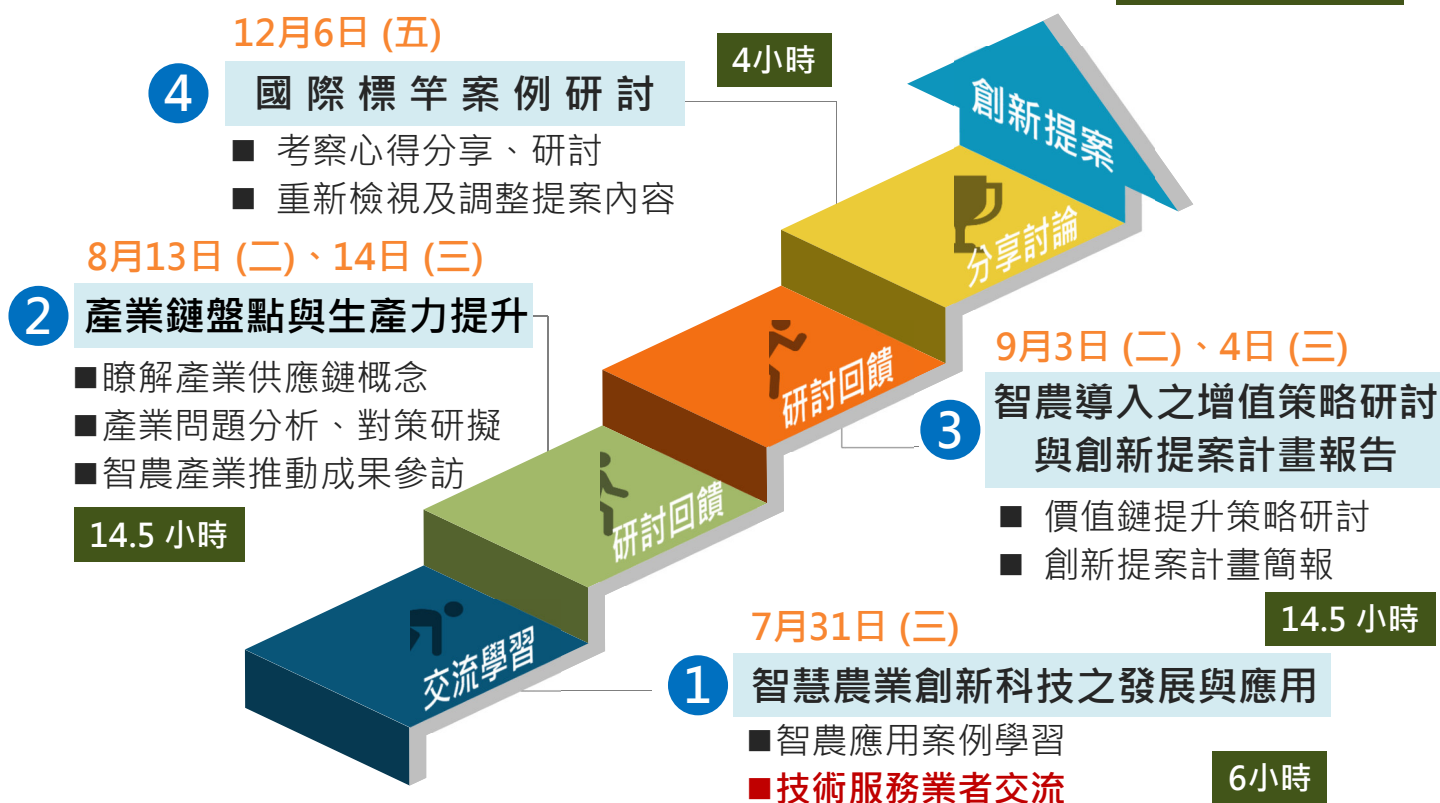 12月6日 (五)
4
國際標竿案例研討
4小時
■ 考察心得分享、研討
■ 重新檢視及調整提案內容
創新提案
分享討論
8月13日 (二)、14日 (三)
2
產業鏈盤點與生產力提升
■瞭解產業供應鏈概念
■產業問題分析、對策研擬
■智農產業推動成果參訪
14.5 小時
研討回饋
研討回饋
9月3日 (二)、4日 (三)
3
智農導入之增值策略研討
與創新提案計畫報告
■ 價值鏈提升策略研討
■ 創新提案計畫簡報
14.5 小時
交流學習
7月31日 (三)
1
智慧農業創新科技之發展與應用
■智農應用案例學習
■技術服務業者交流
6小時